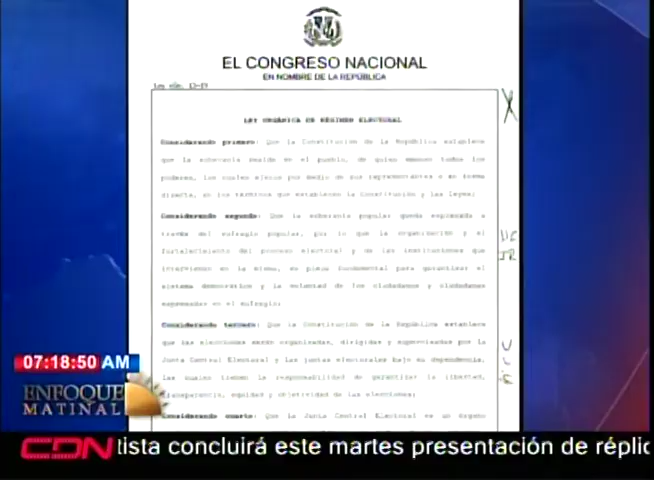 EL CONGRESO NACIONAL
EN NOMBRE DE LA REPÚBLICA
Ley núm. 15-19
LEY ORGÁNICA DE RÉGIMEN ELECTORAL
Considerando primero: Que la Constitución de la República establece
que la soberanía reside en el pueblo, de quien emanan todos los
poderes, los cuales ejerce por medio de sus representantes o en forma
directa, en los términos que establecen la Constitución y las leyes;
Considerando segundo: Que la soberanía popular queda expresada a
través del sufragio popular, por lo que la organización y el
fortalecimiento del proceso electoral y de las instituciones que
intervienen en la misma, es pieza fundamental para garantizar el
sistema democrático y la voluntad de los ciudadanos y ciudadanas
expresadas en el sufragio;
Considerando tercero: Que la Constitución de la República establece
que las elecciones serán organizadas, dirigidas y supervisadas por la
Junta Central Electoral y las juntas electorales bajo su dependencia,
las cuales tienen la responsabilidad de garantizar la libertad,
transparencia, equidad y objetividad de las elecciones;
Considerando cuarto: Que la Junta Central Electoral es un órgano
07:18:50 AM
ENFOQUE
MATINAL
CDN tista concluirá este martes presentación de réplic